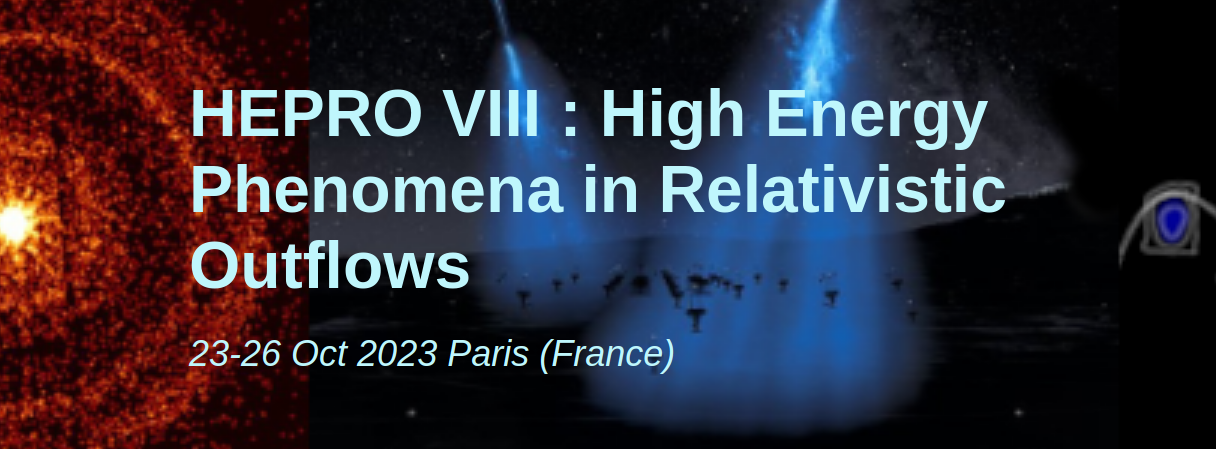 HEPRO VIII : High Energy
Phenomena in Relativistic
Outflows
23-26 Oct 2023 Paris (France)